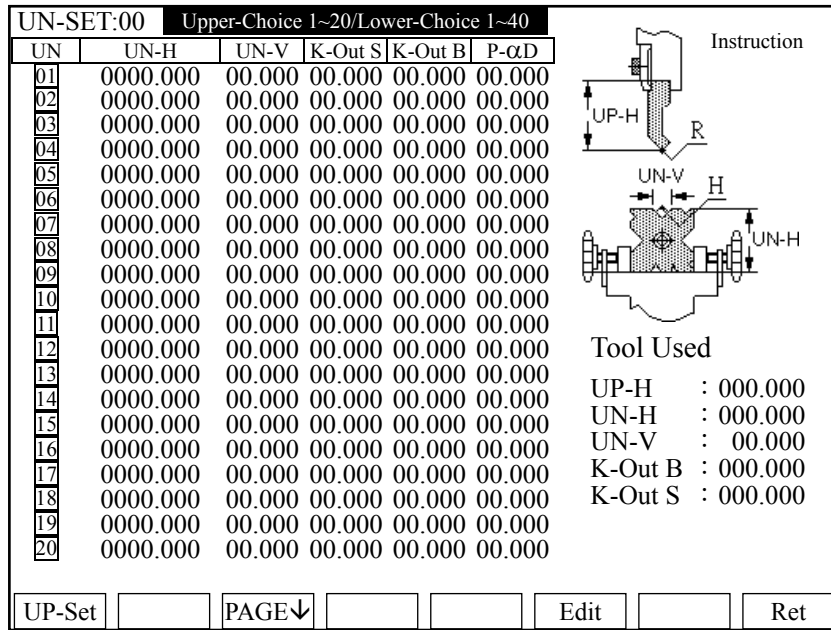 UN-SET:00 Upper-Choice 1~20/Lower-Choice 1~40
UN UN-H UN-V K-Out S K-Out B P-αD
01 0000.000 00.000 00.000 00.000 00.000
02 0000.000 00.000 00.000 00.000 00.000
03 0000.000 00.000 00.000 00.000 00.000
04 0000.000 00.000 00.000 00.000 00.000
05 0000.000 00.000 00.000 00.000 00.000
06 0000.000 00.000 00.000 00.000 00.000
07 0000.000 00.000 00.000 00.000 00.000
08 0000.000 00.000 00.000 00.000 00.000
09 0000.000 00.000 00.000 00.000 00.000
10 0000.000 00.000 00.000 00.000 00.000
11 0000.000 00.000 00.000 00.000 00.000
12 0000.000 00.000 00.000 00.000 00.000
13 0000.000 00.000 00.000 00.000 00.000
14 0000.000 00.000 00.000 00.000 00.000
15 0000.000 00.000 00.000 00.000 00.000
16 0000.000 00.000 00.000 00.000 00.000
17 0000.000 00.000 00.000 00.000 00.000
18 0000.000 00.000 00.000 00.000 00.000
19 0000.000 00.000 00.000 00.000 00.000
20 0000.000 00.000 00.000 00.000 00.000
Instruction
UP-H
R
UN-V
H
UN-H
Tool Used
UP-H : 000.000
UN-H : 000.000
UN-V : 00.000
K-Out B : 000.000
K-Out S : 000.000
UP-Set PAGE↓ Edit Ret